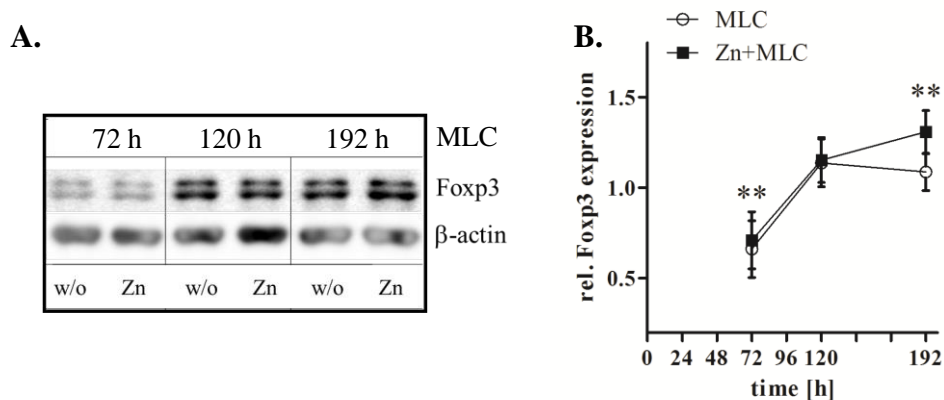 A.
72 h 120 h 192 h MLC
Foxp3
β-actin
w/o Zn w/o Zn w/o Zn
B.
MLC
Zn+MLC
rel. Foxp3 expression
1.5
1.0
0.5
**
**
0 24 48 72 96 120 192
time [h]